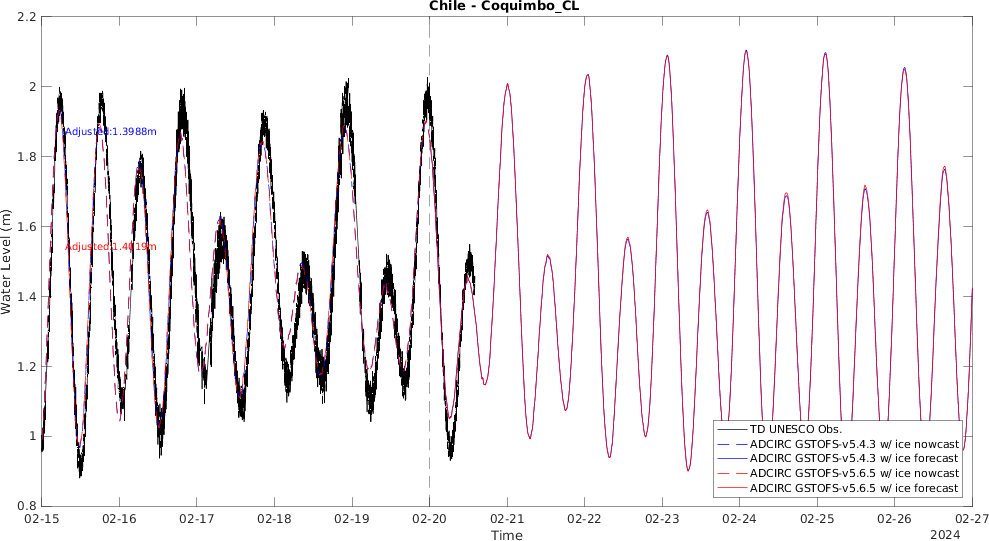 Chile - Coquimbo_CL
2.2
2
1.8
1.6
1.4
1.2
1
0.8
Water Level (m)
Adjusted:1.3988m
Adjusted:1.4019m
TD UNESCO Obs.
ADCIRC GSTOFS-v5.4.3 w/ ice nowcast
ADCIRC GSTOFS-v5.4.3 w/ ice forecast
ADCIRC GSTOFS-v5.6.5 w/ ice nowcast
ADCIRC GSTOFS-v5.6.5 w/ ice forecast
02-15 02-16 02-17 02-18 02-19 02-20 02-21 02-22 02-23 02-24 02-25 02-26 02-27
Time
2024